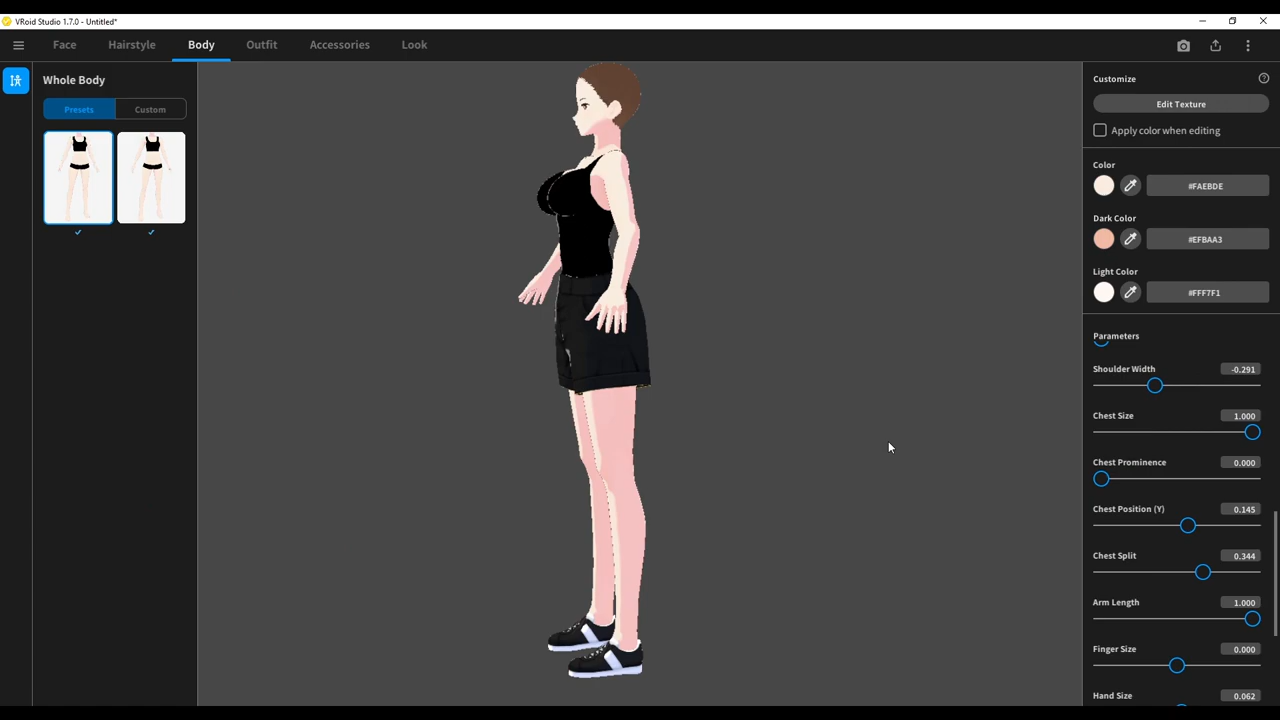 VRoid Studio 1.7.0 - Untitled*
Face Hairstyle Body Outfit Accessories Look
Whole Body
Presets Custom
Customize
Edit Texture
Apply color when editing
Color
#FAEBDE
Dark Color
#EFBAA3
Light Color
#FFF7F1
Parameters
Shoulder Width -0.291
Chest Size 1.000
Chest Prominence 0.000
Chest Position (Y) 0.145
Chest Split 0.344
Arm Length 1.000
Finger Size 0.000
Hand Size 0.062